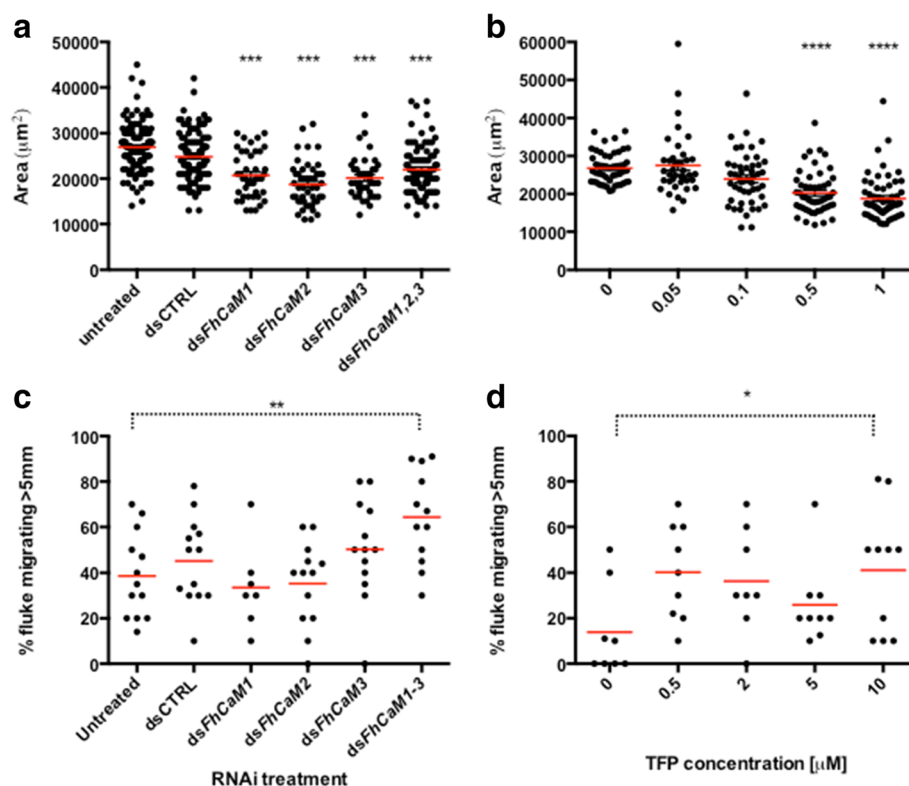 a
Area (μm²)
50000
40000
30000
20000
10000
0
***
***
***
***
untreated
dsCTRL
dsFhCaM1
dsFhCaM2
dsFhCaM3
dsFhCaM1,2,3
b
Area (μm²)
60000
50000
40000
30000
20000
10000
0
****
****
0
0.05
0.1
0.5
1
c
% fluke migrating>5mm
100
80
60
40
20
0
**
Untreated
dsCTRL
dsFhCaM1
dsFhCaM2
dsFhCaM3
dsFhCaM1-3
RNAi treatment
d
% fluke migrating>5mm
100
80
60
40
20
0
*
0
0.5
2
5
10
TFP concentration [μM]